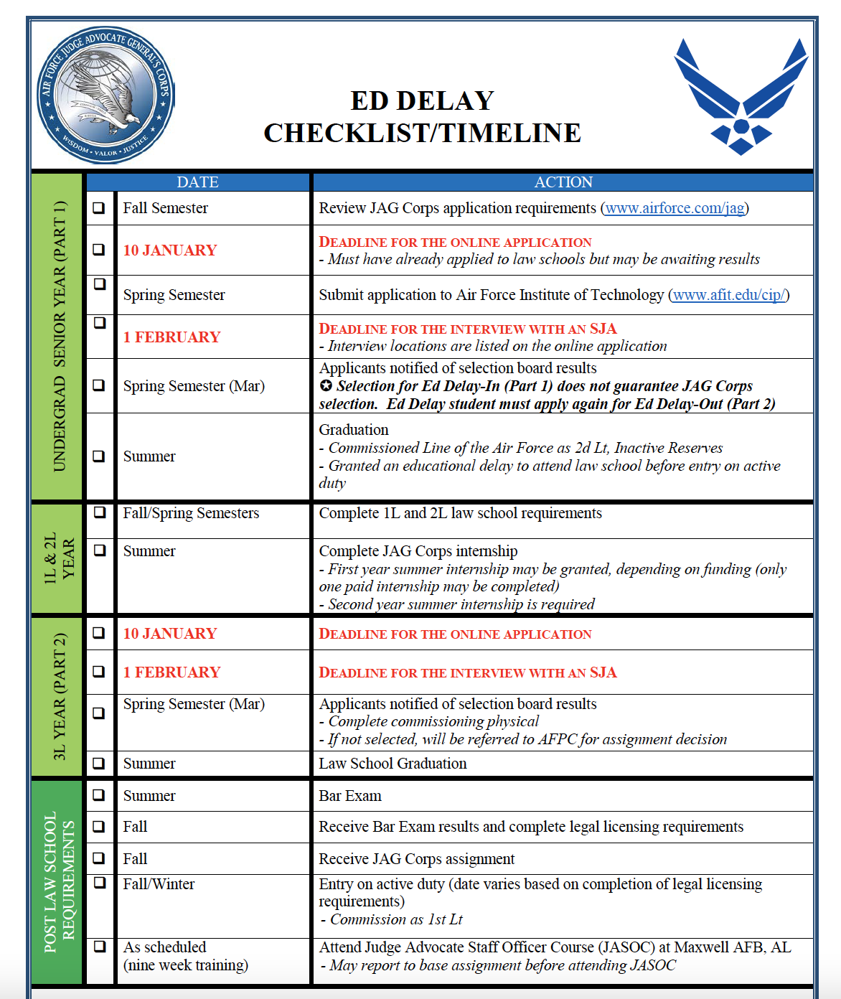 AIR FORCE JUDGE ADVOCATE GENERAL'S CORPS
WISDOM • VALOR • JUSTICE
ED DELAY
CHECKLIST/TIMELINE
DATE
ACTION
UNDERGRAD SENIOR YEAR (PART 1)
❑ Fall Semester
Review JAG Corps application requirements (www.airforce.com/jag)
❑ 10 JANUARY
DEADLINE FOR THE ONLINE APPLICATION
- Must have already applied to law schools but may be awaiting results
❑ Spring Semester
Submit application to Air Force Institute of Technology (www.afit.edu/cip/)
❑ 1 FEBRUARY
DEADLINE FOR THE INTERVIEW WITH AN SJA
- Interview locations are listed on the online application
❑ Spring Semester (Mar)
Applicants notified of selection board results
✪ Selection for Ed Delay-In (Part 1) does not guarantee JAG Corps
selection. Ed Delay student must apply again for Ed Delay-Out (Part 2)
❑ Summer
Graduation
- Commissioned Line of the Air Force as 2d Lt, Inactive Reserves
- Granted an educational delay to attend law school before entry on active
duty
1L & 2L
YEAR
❑ Fall/Spring Semesters
Complete 1L and 2L law school requirements
❑ Summer
Complete JAG Corps internship
- First year summer internship may be granted, depending on funding (only
one paid internship may be completed)
- Second year summer internship is required
3L YEAR (PART 2)
❑ 10 JANUARY
DEADLINE FOR THE ONLINE APPLICATION
❑ 1 FEBRUARY
DEADLINE FOR THE INTERVIEW WITH AN SJA
❑ Spring Semester (Mar)
Applicants notified of selection board results
- Complete commissioning physical
- If not selected, will be referred to AFPC for assignment decision
❑ Summer
Law School Graduation
POST LAW SCHOOL
REQUIREMENTS
❑ Summer
Bar Exam
❑ Fall
Receive Bar Exam results and complete legal licensing requirements
❑ Fall
Receive JAG Corps assignment
❑ Fall/Winter
Entry on active duty (date varies based on completion of legal licensing
requirements)
- Commission as 1st Lt
❑ As scheduled
(nine week training)
Attend Judge Advocate Staff Officer Course (JASOC) at Maxwell AFB, AL
- May report to base assignment before attending JASOC